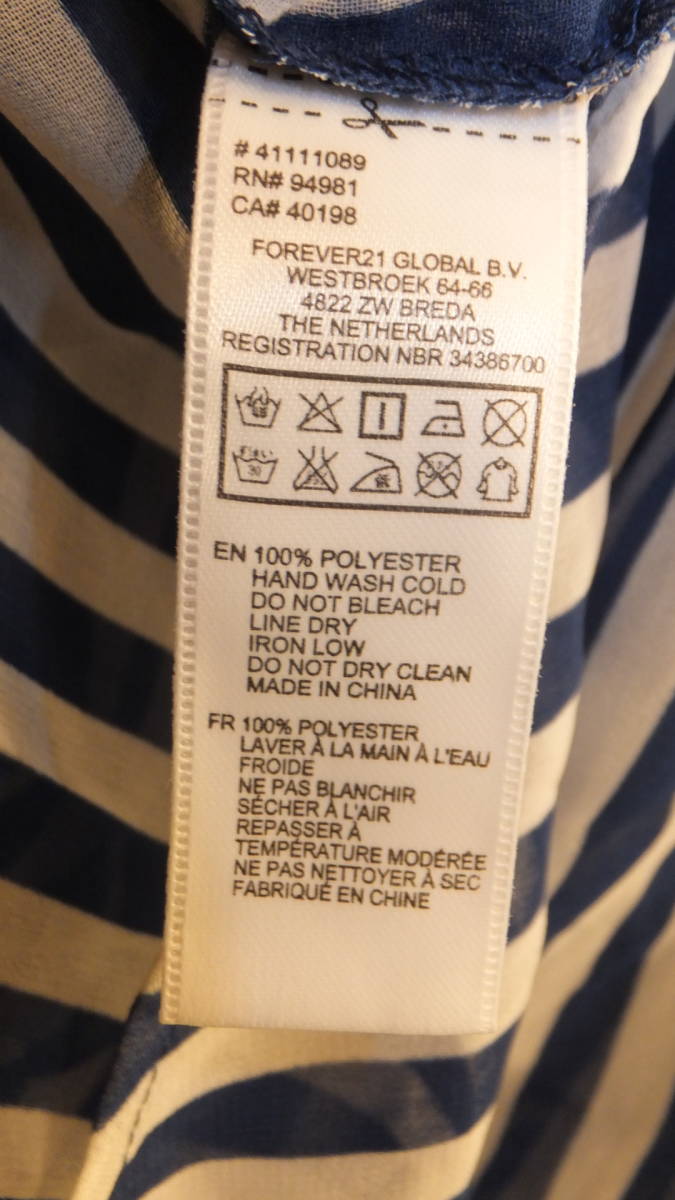 # 41111089
RN# 94981
CA# 40198
FOREVER21 GLOBAL B.V.
WESTBROEK 64-66
4822 ZW BREDA
THE NETHERLANDS
REGISTRATION NBR 34386700
30
EN 100% POLYESTER
HAND WASH COLD
DO NOT BLEACH
LINE DRY
IRON LOW
DO NOT DRY CLEAN
MADE IN CHINA
FR 100% POLYESTER
LAVER À LA MAIN À L'EAU
FROIDE
NE PAS BLANCHIR
SÉCHER À L'AIR
REPASSER À
TEMPÉRATURE MODÉRÉE
NE PAS NETTOYER À SEC
FABRIQUÉ EN CHINE